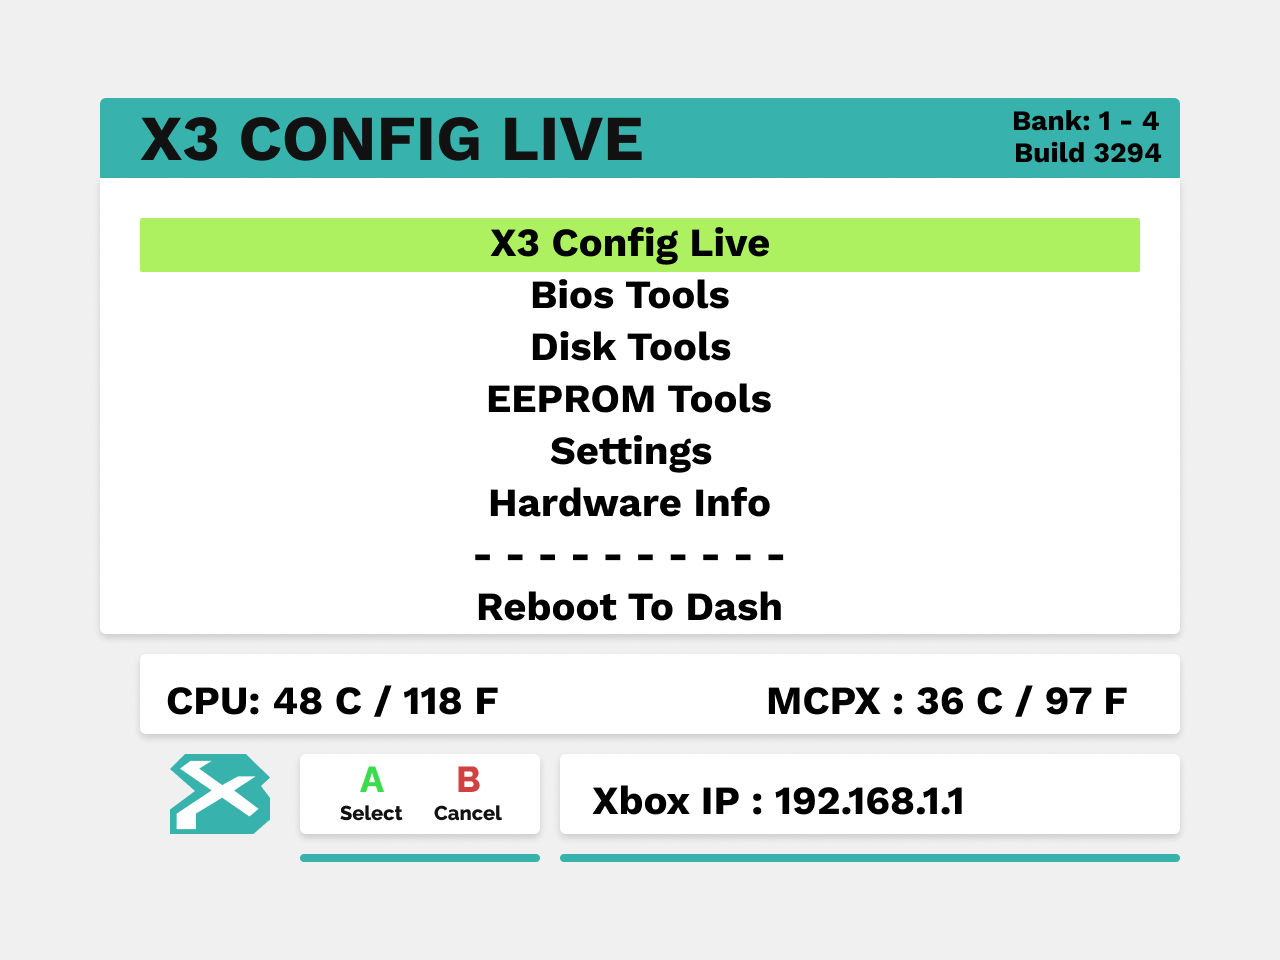 X3 CONFIG LIVE
Bank: 1 - 4
Build 3294
X3 Config Live
Bios Tools
Disk Tools
EEPROM Tools
Settings
Hardware Info
- - - - - - - - - -
Reboot To Dash
CPU: 48 C / 118 F
MCPX : 36 C / 97 F
A B
Select Cancel
Xbox IP : 192.168.1.1